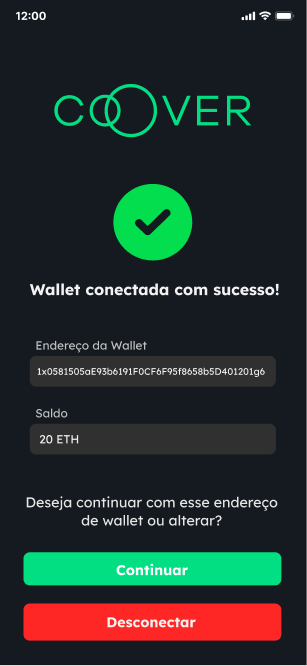 12:00
COOVER
Wallet conectada com sucesso!
Endereço da Wallet
1x0581505aE93b6191F0CF6F95f8658b5D401201g6
Saldo
20 ETH
Deseja continuar com esse endereço
de wallet ou alterar?
Continuar
Desconectar